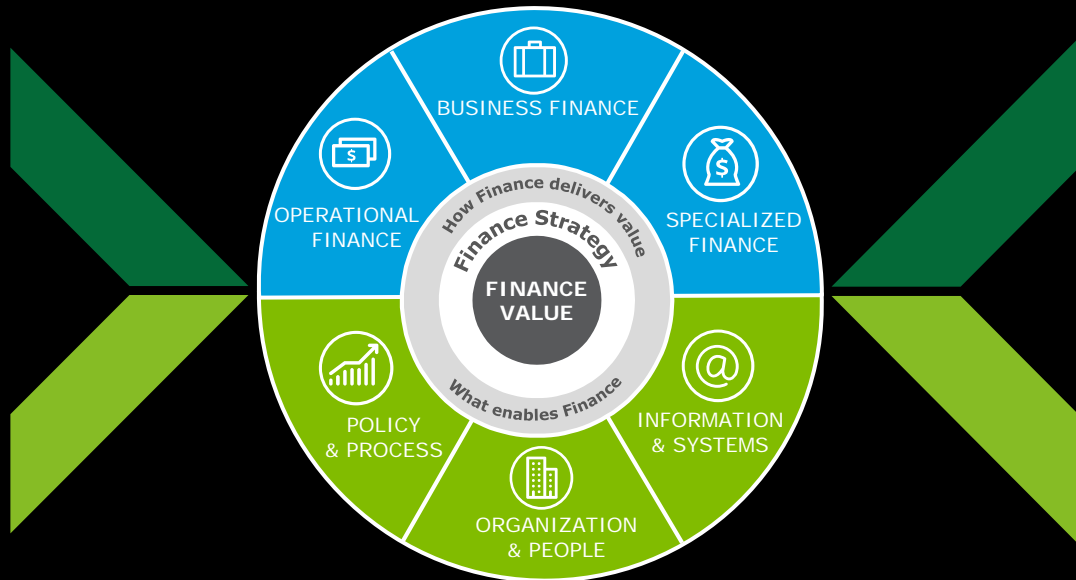 BUSINESS FINANCE
$
OPERATIONAL
FINANCE
$
SPECIALIZED
FINANCE
How Finance delivers value
Finance Strategy
FINANCE
VALUE
What enables Finance
POLICY
& PROCESS
@
INFORMATION
& SYSTEMS
ORGANIZATION
& PEOPLE